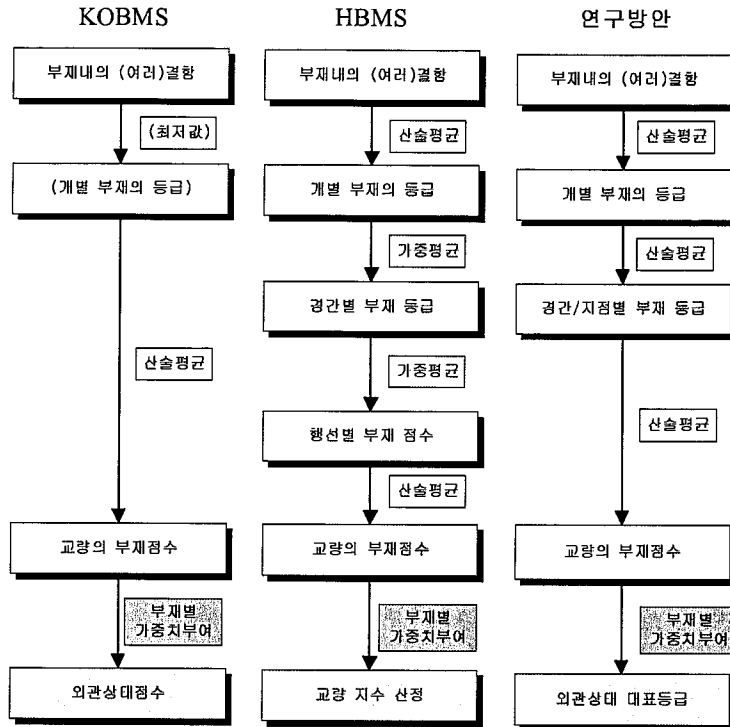 KOBMS
부재내의 (여러)결함
(최저값)
(개별 부재의 등급)
산술평균
교량의 부재점수
부재별
가중치부여
외관상태점수
HBMS
부재내의 (여러)결함
산술평균
개별 부재의 등급
가중평균
경간별 부재 등급
가중평균
행선별 부재 점수
산술평균
교량의 부재점수
부재별
가중치부여
교량 지수 산정
연구방안
부재내의 (여러)결함
산술평균
개별 부재의 등급
산술평균
경간/지점별 부재 등급
산술평균
교량의 부재점수
부재별
가중치부여
외관상태 대표등급